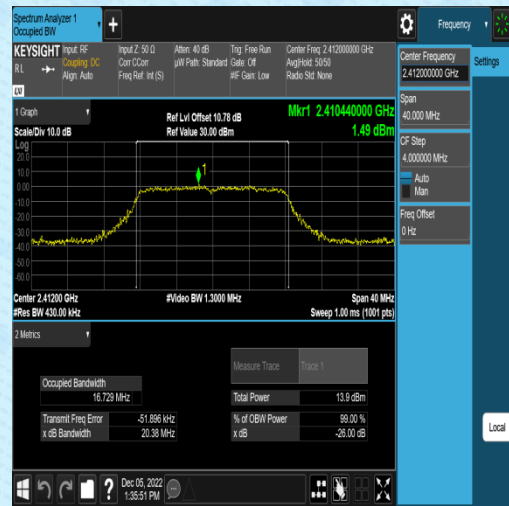 Spectrum Analyzer 1
Occupied BW
Frequency
KEYSIGHT
RL
Input: RF
Coupling: DC
Align: Auto
Input Z: 50 Ω
Corr CCorr
Freq Ref: Int (S)
Atten: 40 dB
µW Path: Standard
Trig: Free Run
Gate: Off
#IF Gain: Low
Center Freq: 2.412000000 GHz
Avg|Hold: 50/50
Radio Std: None
LXI
Center Frequency
2.412000000 GHz
Settings
Span
40.000 MHz
CF Step
4.000000 MHz
Auto
Man
Freq Offset
0 Hz
Local
1 Graph
Scale/Div 10.0 dB
Ref Lvl Offset 10.78 dB
Ref Value 30.00 dBm
Mkr1 2.410440000 GHz
1.49 dBm
Log
20.0
10.0
0.00
-10.0
-20.0
-30.0
-40.0
-50.0
-60.0
1
Center 2.41200 GHz
#Res BW 430.00 kHz
#Video BW 1.3000 MHz
Span 40 MHz
Sweep 1.00 ms (1001 pts)
2 Metrics
Measure Trace
Trace 1
Occupied Bandwidth
16.729 MHz
Total Power
13.9 dBm
Transmit Freq Error
-51.896 kHz
% of OBW Power
99.00 %
x dB Bandwidth
20.38 MHz
x dB
-26.00 dB
Dec 05, 2022
1:35:51 PM